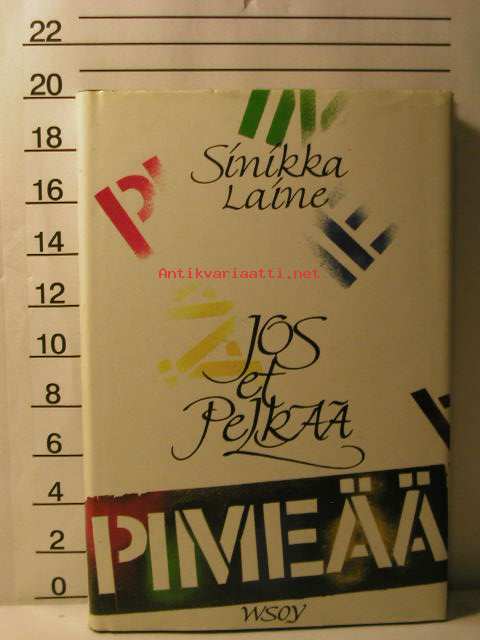 22
20
18
16
14
12
10
8
6
4
2
0
Sinikka
Laine
Antikvariaatti.net
JOS
et
PelkÄÄ
PIMEÄÄ
WSOY